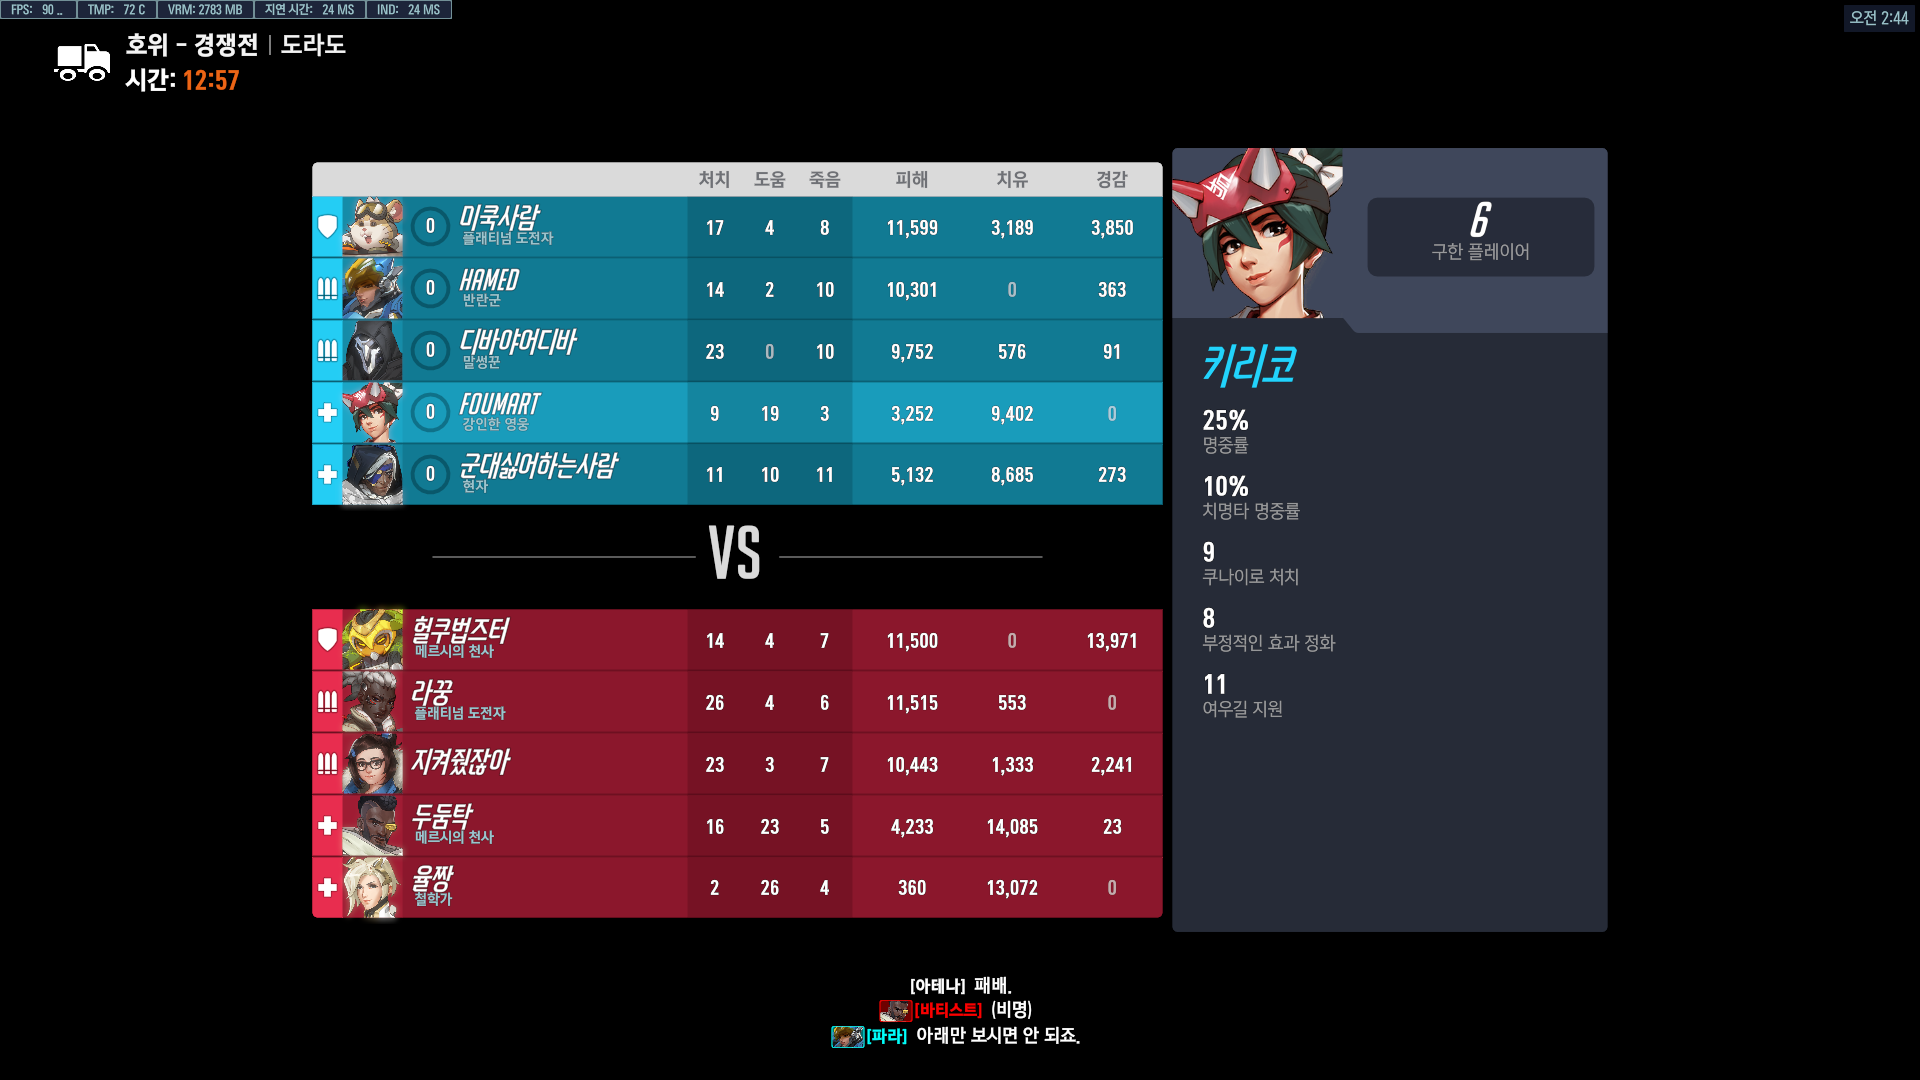 FPS: 90 .. TMP: 72 C VRM: 2783 MB 지연 시간: 24 MS IND: 24 MS
오전 2:44
호위 - 경쟁전 | 도라도
시간: 12:57
처치 도움 죽음 피해 치유 경감
0 미쿡사람 17 4 8 11,599 3,189 3,850
플래티넘 도전자
0 HAMED 14 2 10 10,301 0 363
반란군
0 디바야어디바 23 0 10 9,752 576 91
말썽꾼
0 FOUMART 9 19 3 3,252 9,402 0
강인한 영웅
0 군대싫어하는사람 11 10 11 5,132 8,685 273
현자
VS
헐쿠법즈터 14 4 7 11,500 0 13,971
메르시의 천사
라꿍 26 4 6 11,515 553 0
플래티넘 도전자
지켜줬잖아 23 3 7 10,443 1,333 2,241
두둠탁 16 23 5 4,233 14,085 23
메르시의 천사
율짱 2 26 4 360 13,072 0
철학가
6
구한 플레이어
키리코
25%
명중률
10%
치명타 명중률
9
쿠나이로 처치
8
부정적인 효과 정화
11
여우길 지원
[아테나] 패배.
[바티스트] (비명)
[파라] 아래만 보시면 안 되죠.